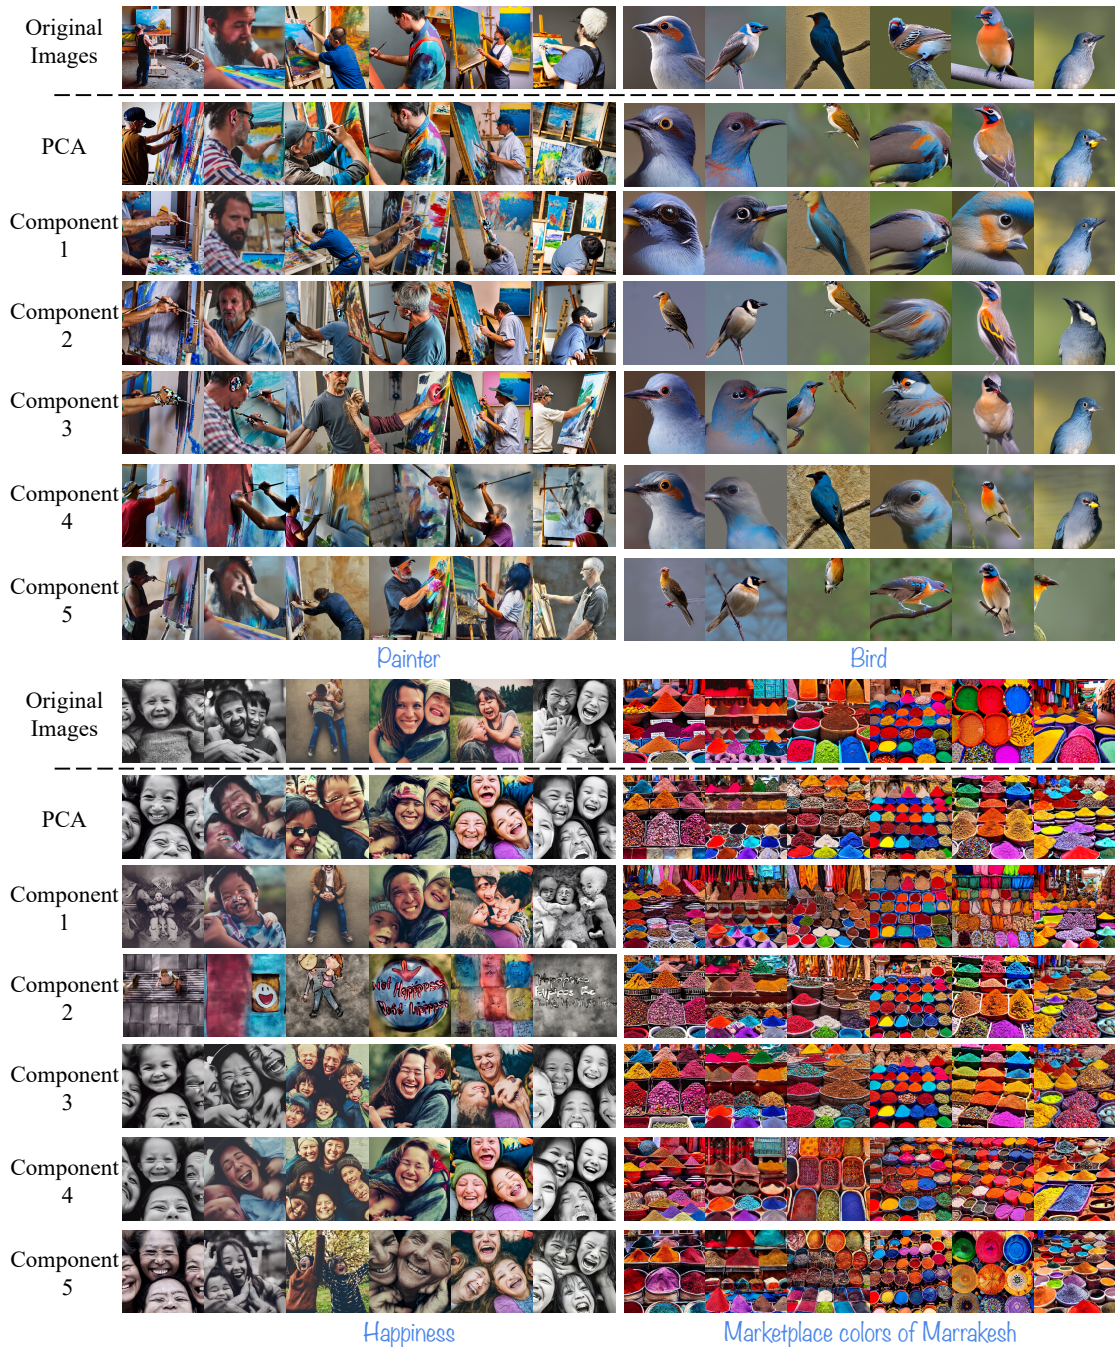 Original
Images
PCA
Component
1
Component
2
Component
3
Component
4
Component
5
Painter
Bird
Original
Images
PCA
Component
1
Component
2
Component
3
Component
4
Component
5
Happiness
Marketplace colors of Marrakesh